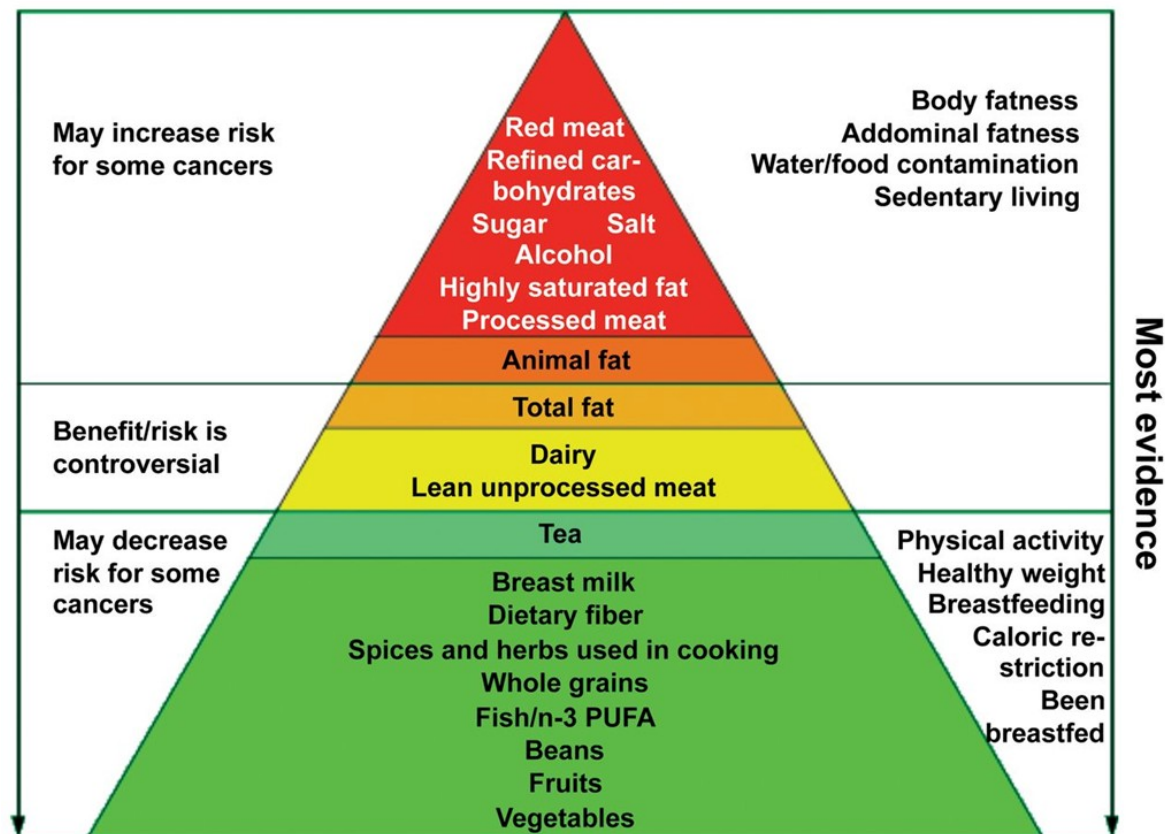 May increase risk
for some cancers
Red meat
Refined car-
bohydrates
Sugar Salt
Alcohol
Highly saturated fat
Processed meat
Animal fat
Body fatness
Addominal fatness
Water/food contamination
Sedentary living
Benefit/risk is
controversial
Total fat
Dairy
Lean unprocessed meat
May decrease
risk for some
cancers
Tea
Breast milk
Dietary fiber
Spices and herbs used in cooking
Whole grains
Fish/n-3 PUFA
Beans
Fruits
Vegetables
Physical activity
Healthy weight
Breastfeeding
Caloric re-
striction
Been
breastfed
Most evidence